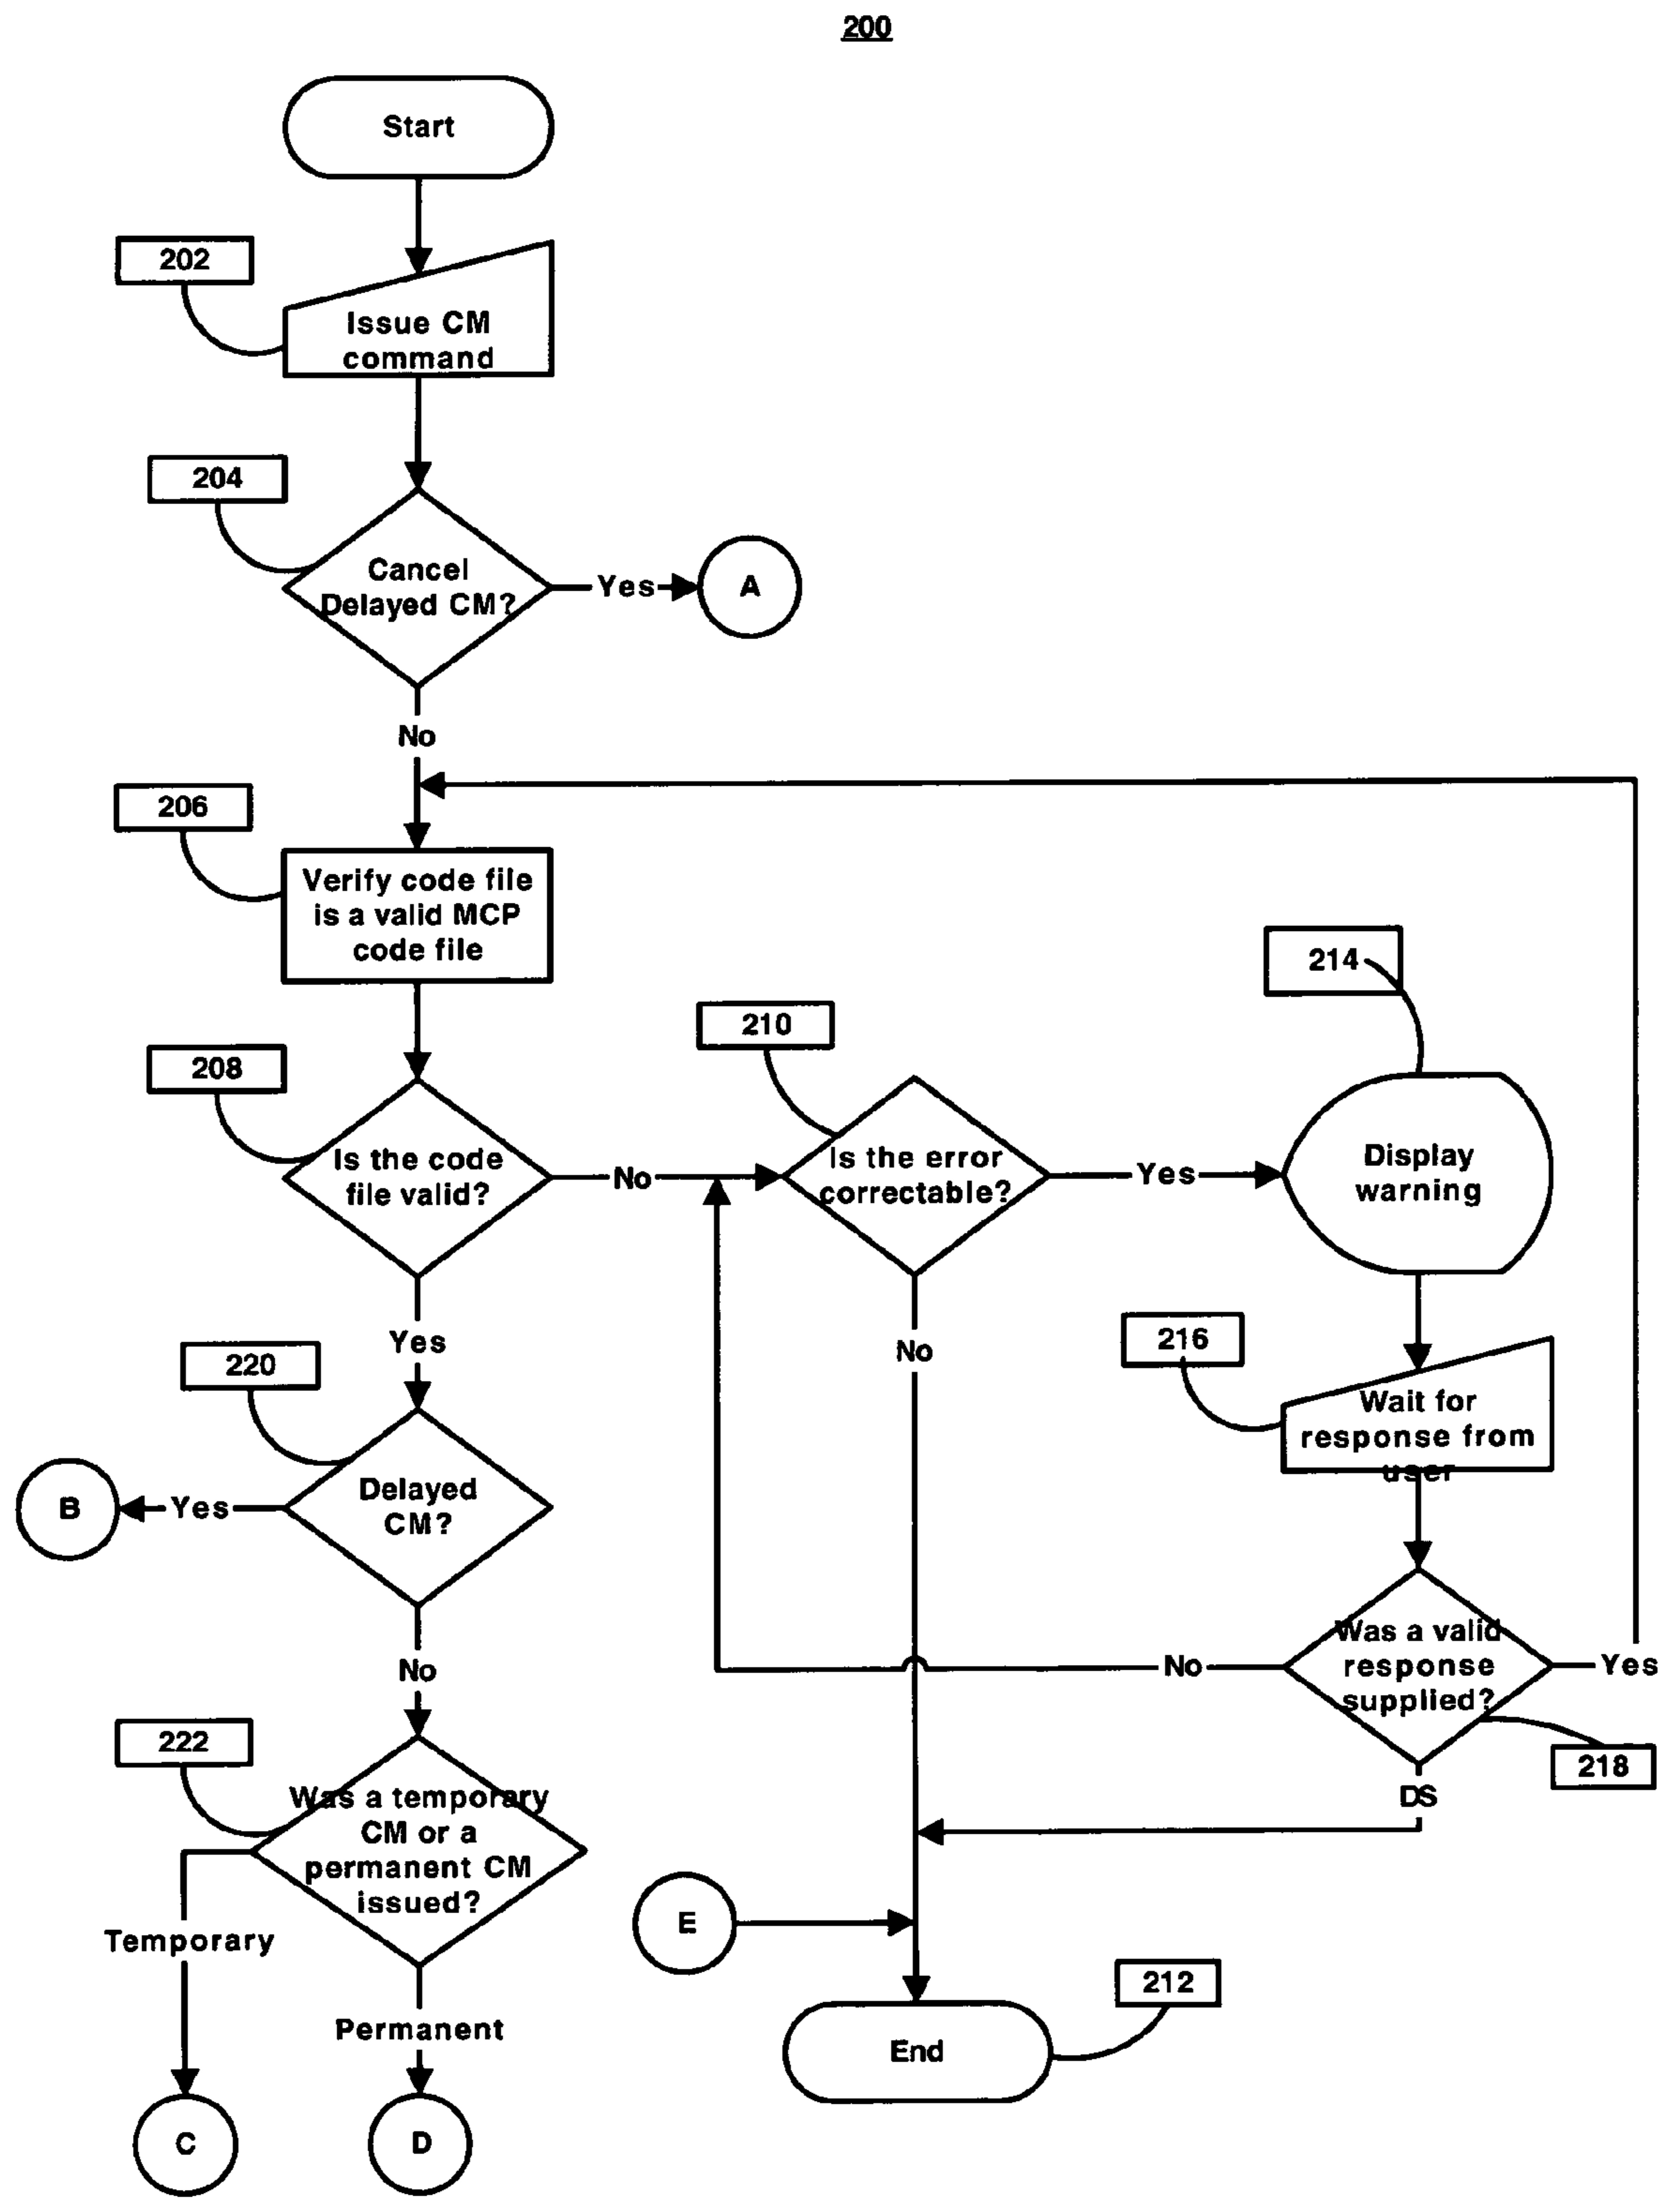 200
Start
202
Issue CM
command
204
Cancel
Delayed CM?
Yes
A
No
206
Verify code file
is a valid MCP
code file
208
Is the code
file valid?
No
210
Is the error
correctable?
Yes
214
Display
warning
Yes
No
216
Wait for
response from
user
220
Delayed
CM?
Yes
B
No
Was a valid
response
supplied?
No
Yes
218
DS
222
Was a temporary
CM or a
permanent CM
issued?
Temporary
Permanent
E
212
End
C
D